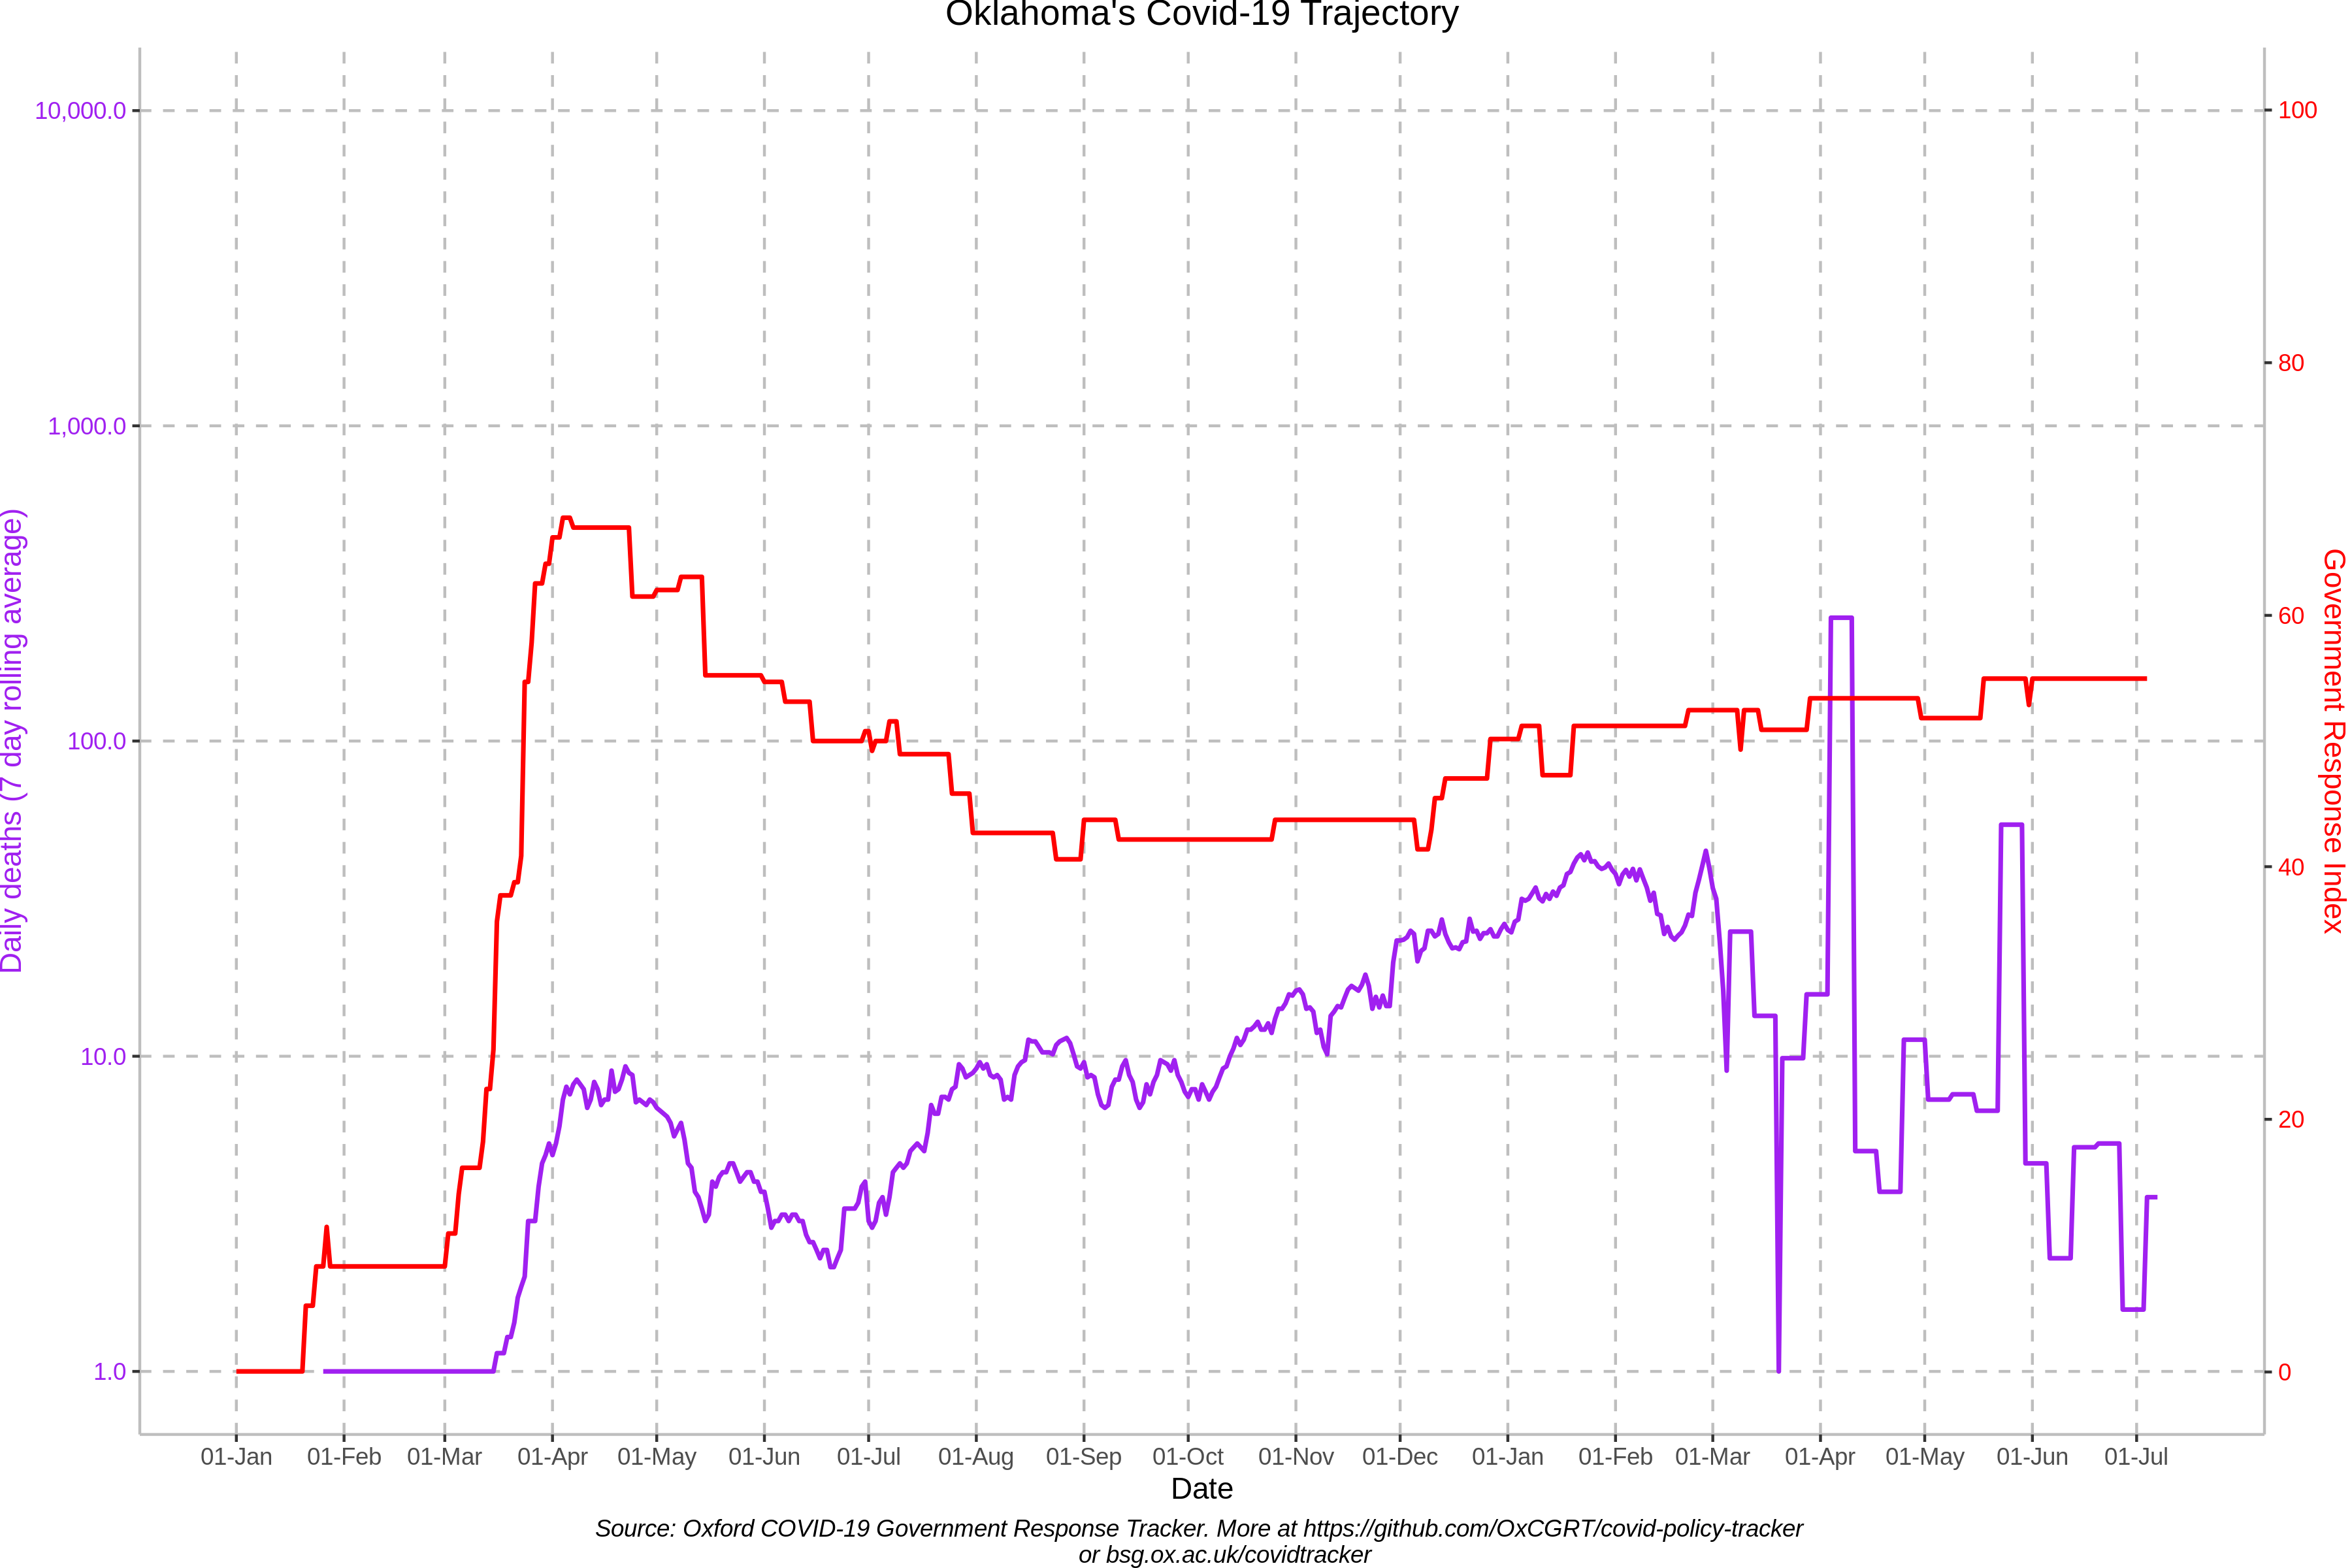 Oklahoma's Covid-19 Trajectory
10,000.0
1,000.0
100.0
10.0
1.0
Daily deaths (7 day rolling average)
100
80
60
40
20
0
Government Response Index
01-Jan 01-Feb 01-Mar 01-Apr 01-May 01-Jun 01-Jul 01-Aug 01-Sep 01-Oct 01-Nov 01-Dec 01-Jan 01-Feb 01-Mar 01-Apr 01-May 01-Jun 01-Jul
Date
Source: Oxford COVID-19 Government Response Tracker. More at https://github.com/OxCGRT/covid-policy-tracker
or bsg.ox.ac.uk/covidtracker